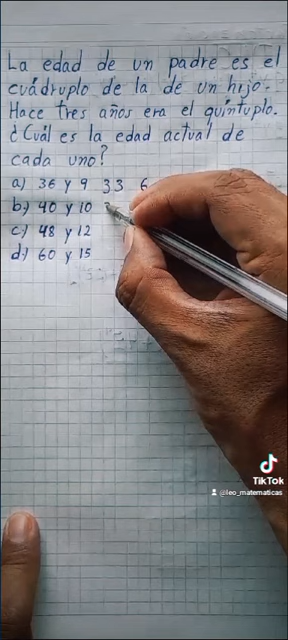 La edad de un padre es el
cuádruplo de la de un hijo.
Hace tres años era el quíntuplo.
¿Cuál es la edad actual de
cada uno?
a) 36 y 9 33 6
b) 40 y 10
c) 48 y 12
d) 60 y 15
TikTok
@leo_matematicas